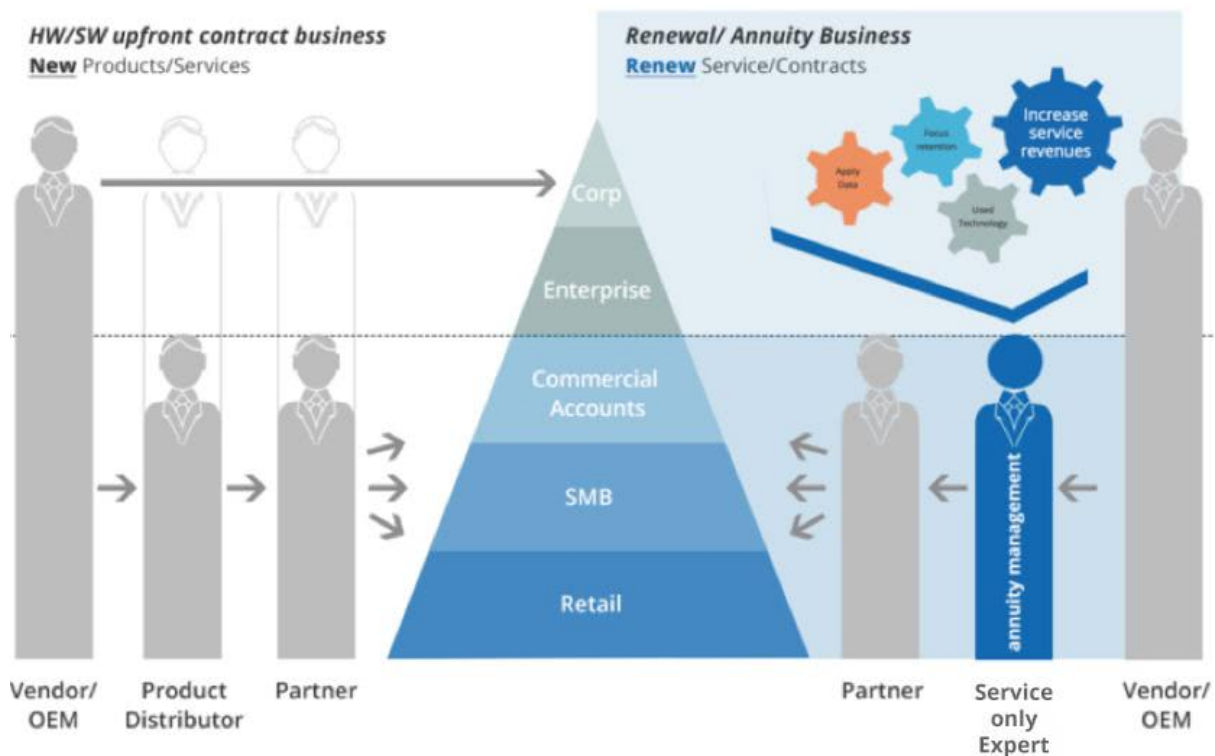 HW/SW upfront contract business
New Products/Services
Renewal/ Annuity Business
Renew Service/Contracts
Increase
service
revenues
Focus
retention
Apply
Data
Used
Technology
Corp
Enterprise
Commercial
Accounts
SMB
Retail
annuity management
Vendor/
OEM
Product
Distributor
Partner
Partner
Service
only
Expert
Vendor/
OEM